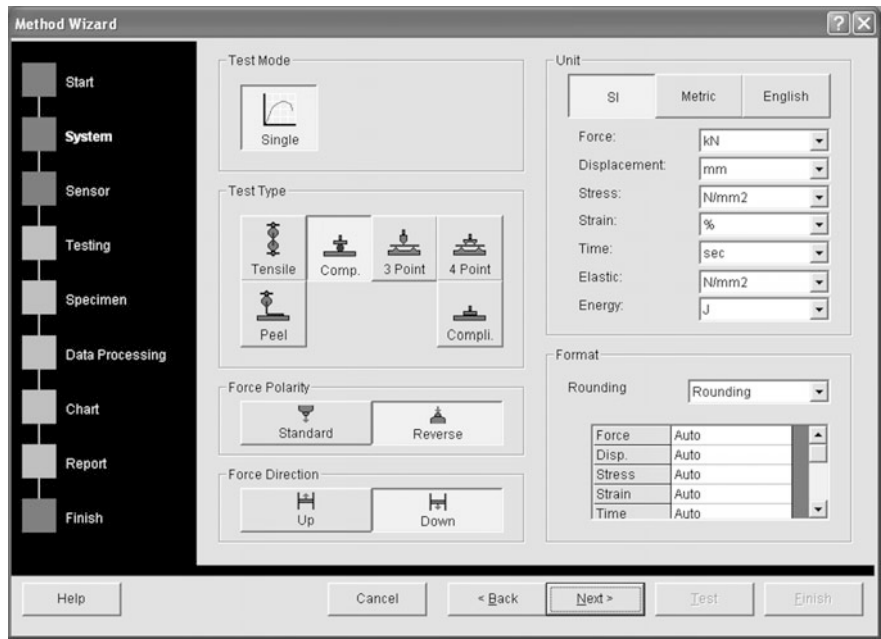 Method Wizard
Start
System
Sensor
Testing
Specimen
Data Processing
Chart
Report
Finish
Test Mode
Single
Test Type
Tensile
Comp.
3 Point
4 Point
Peel
Compli.
Force Polarity
Standard
Reverse
Force Direction
Up
Down
Unit
SI Metric English
Force: kN
Displacement: mm
Stress: N/mm2
Strain: %
Time: sec
Elastic: N/mm2
Energy: J
Format
Rounding Rounding
Force Auto
Disp. Auto
Stress Auto
Strain Auto
Time Auto
Help Cancel < Back Next > Test Finish